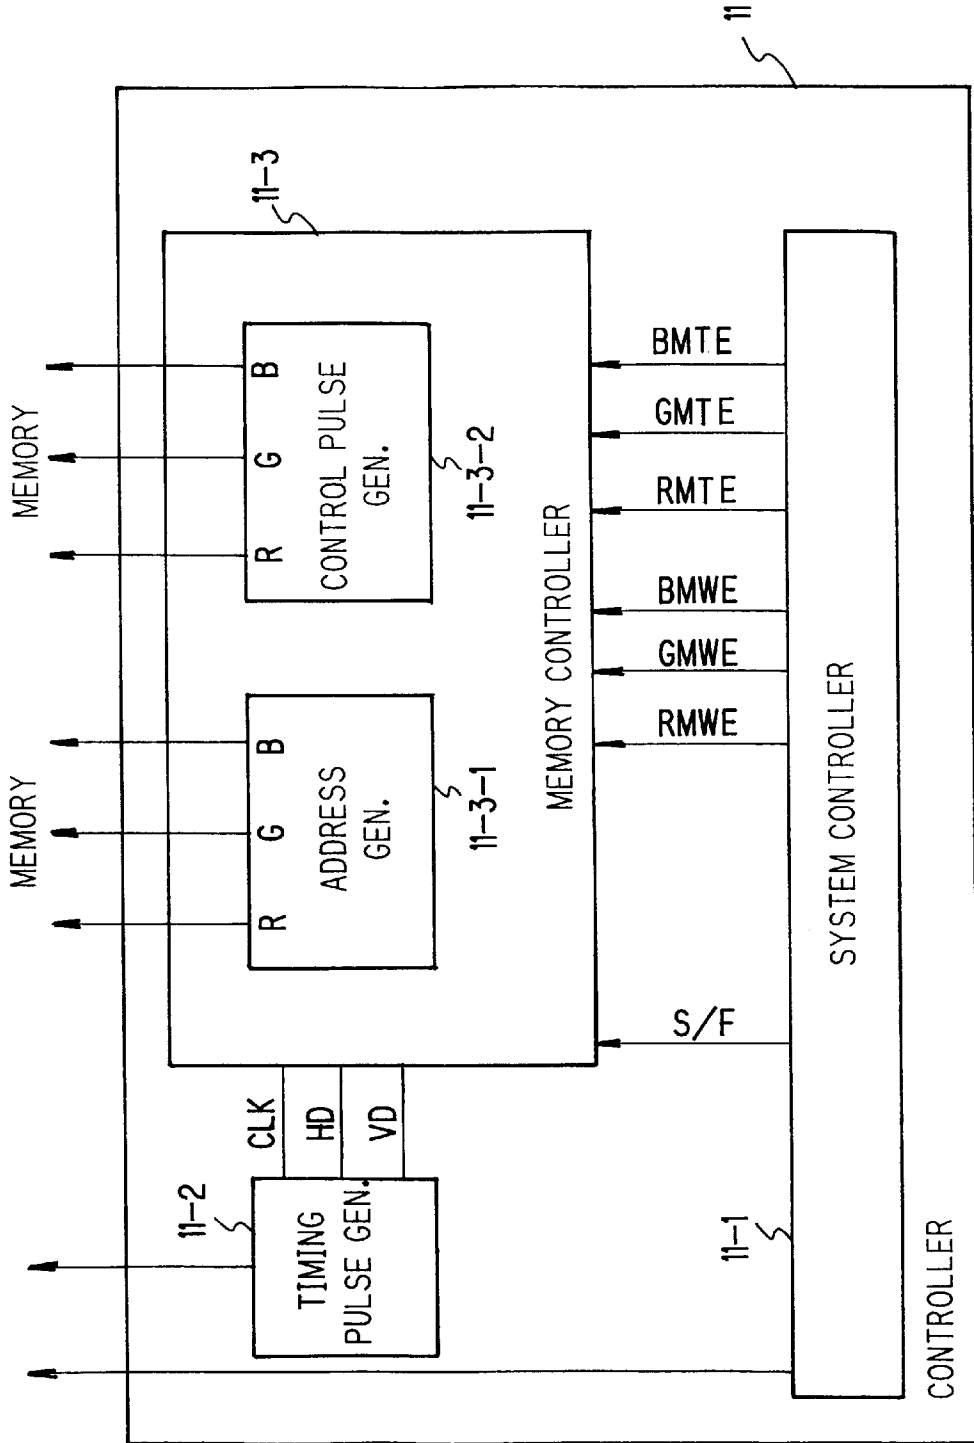 11
11-3
MEMORY
MEMORY
R
G
B
CONTROL PULSE
GEN.
11-3-2
R
G
B
ADDRESS
GEN.
11-3-1
MEMORY CONTROLLER
CLK
HD
VD
11-2
TIMING
PULSE GEN.
S/F
RMWE
GMWE
BMWE
RMTE
GMTE
BMTE
11-1
SYSTEM CONTROLLER
CONTROLLER